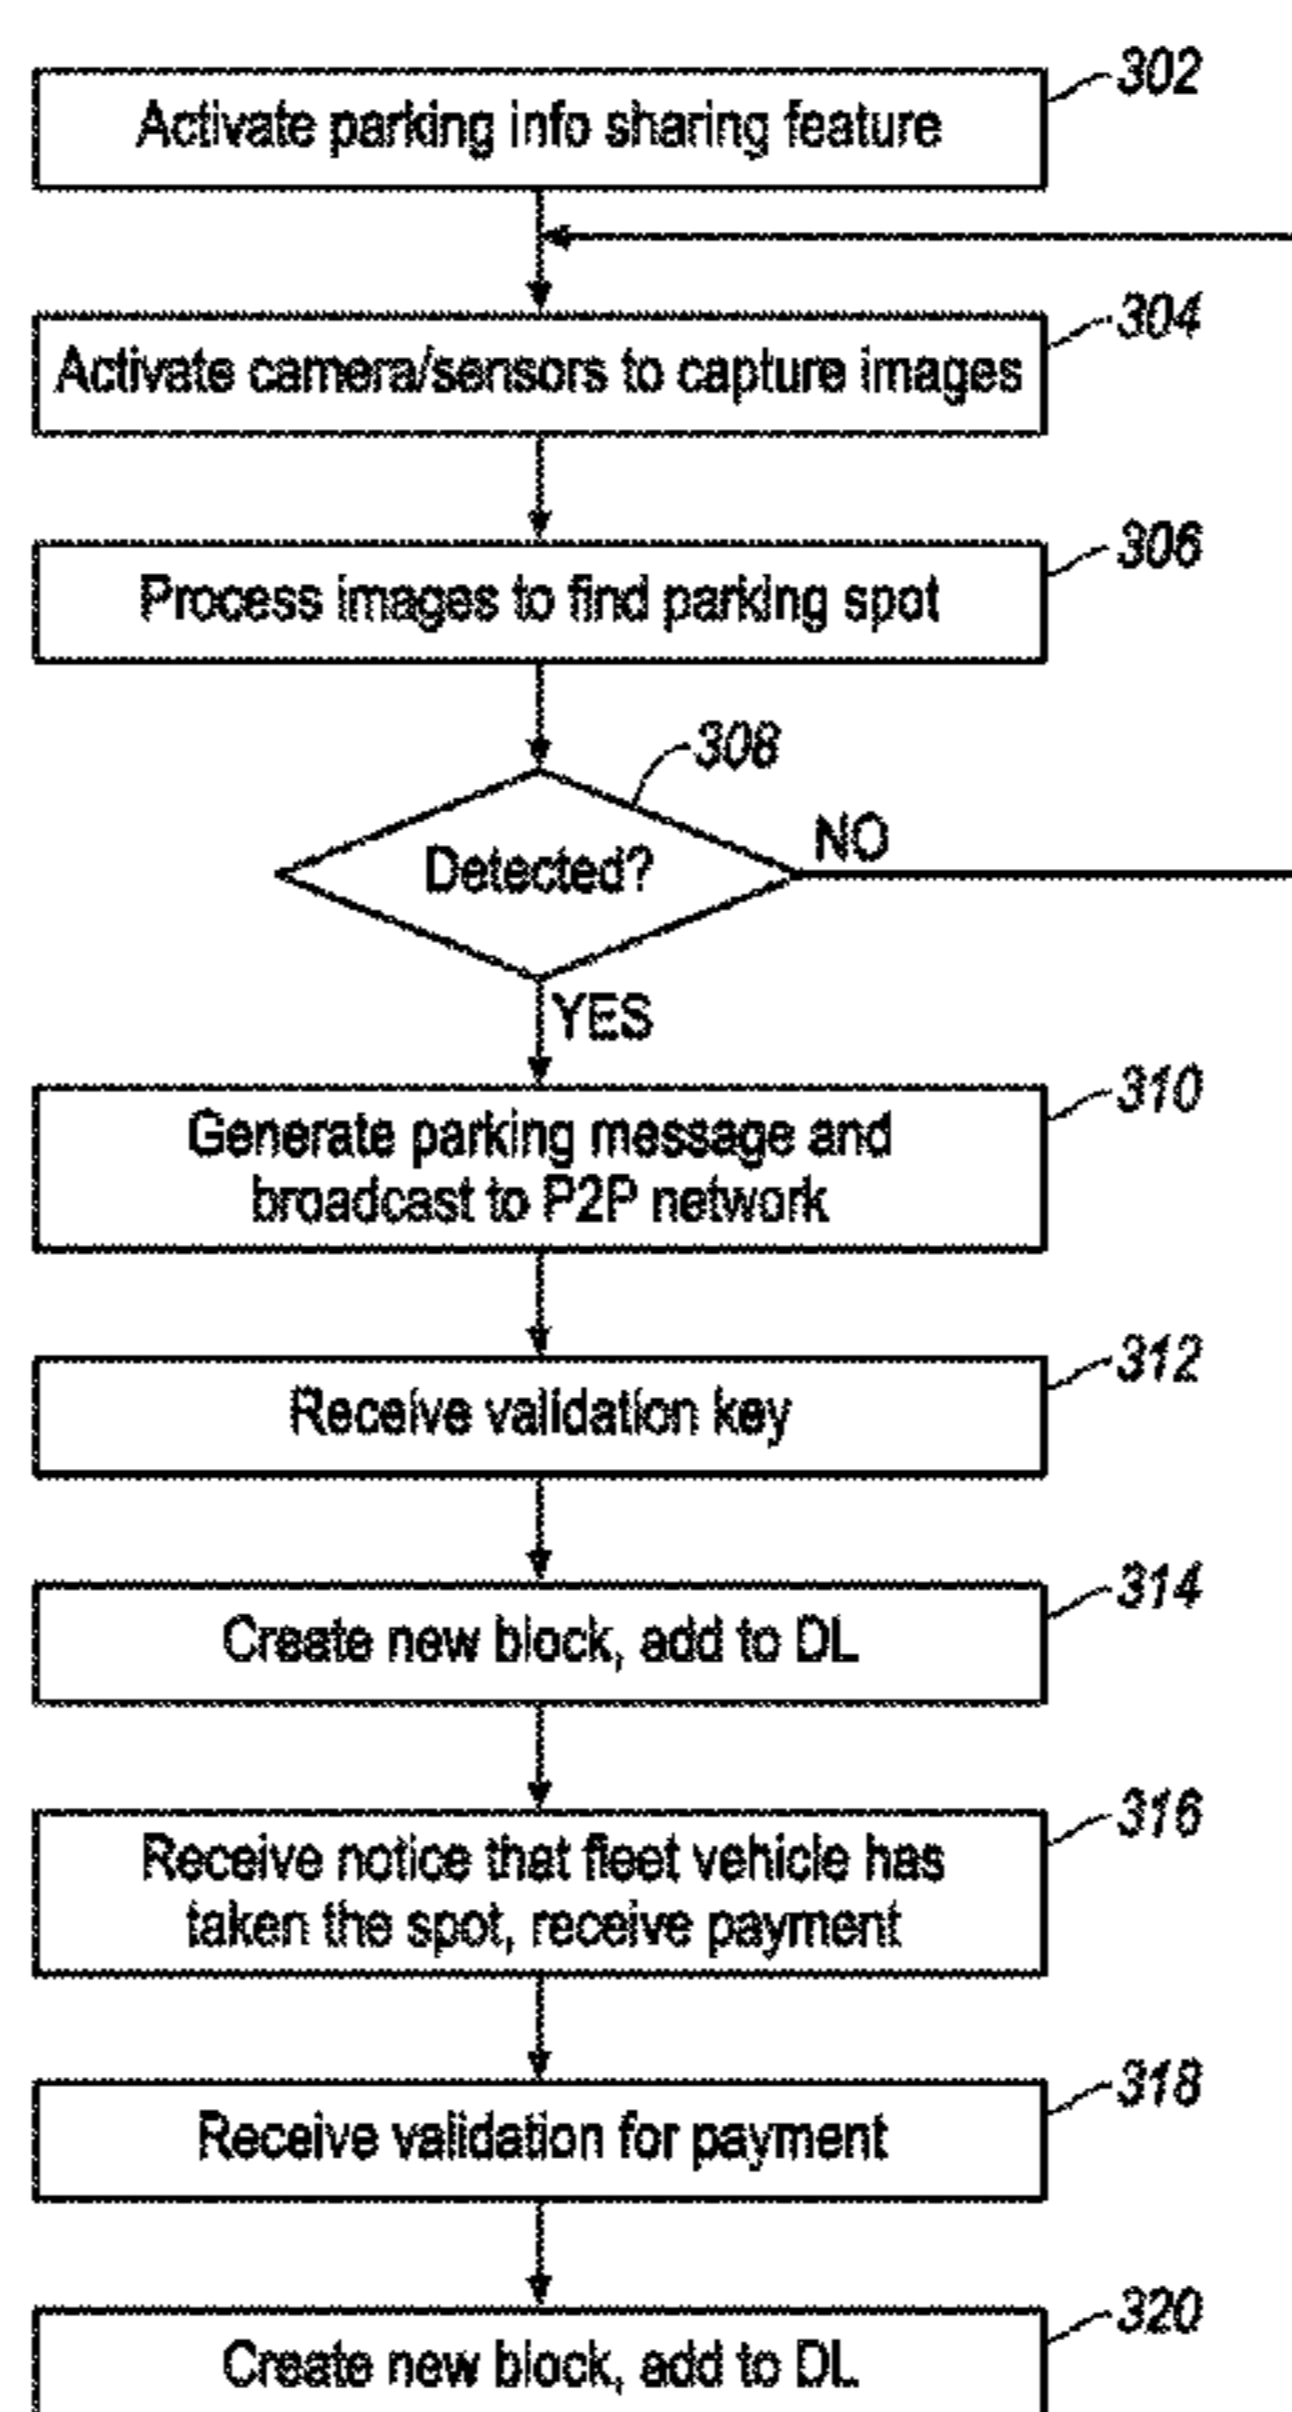 302
Activate parking info sharing feature
304
Activate camera/sensors to capture images
306
Process images to find parking spot
308
Detected?
NO
YES
310
Generate parking message and
broadcast to P2P network
312
Receive validation key
314
Create new block, add to DL
316
Receive notice that fleet vehicle has
taken the spot, receive payment
318
Receive validation for payment
320
Create new block, add to DL